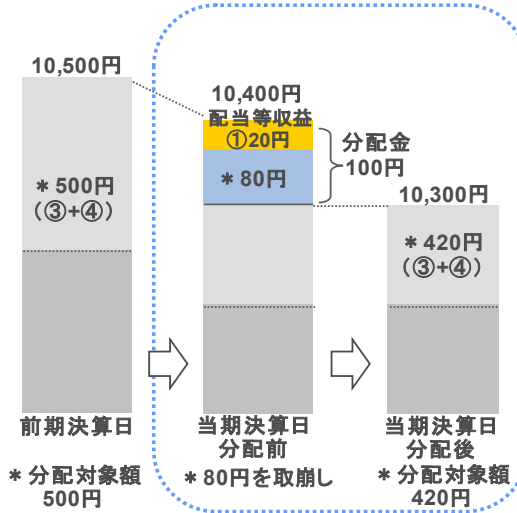 10,500円
＊500円
（③+④）
前期決算日
＊分配対象額
500円
10,400円
配当等収益
①20円
＊80円
分配金
100円
当期決算日
分配前
＊80円を取崩し
10,300円
＊420円
（③+④）
当期決算日
分配後
＊分配対象額
420円